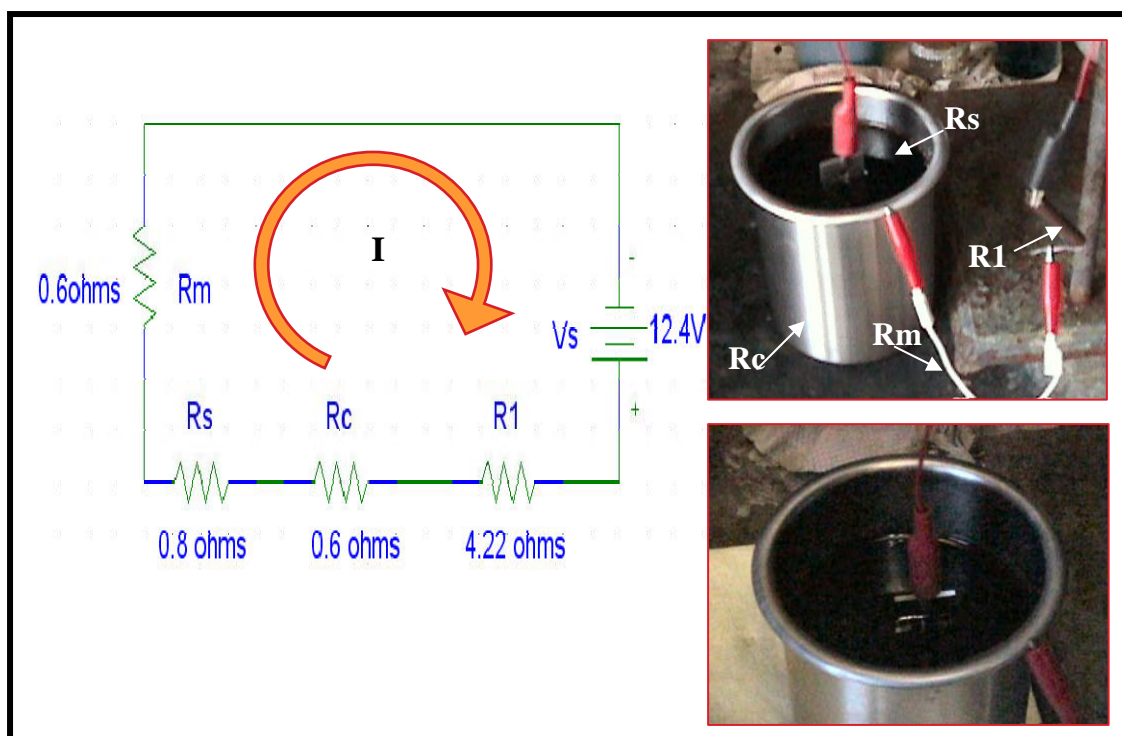 I
-
0.6ohms
Rm
Vs
12.4V
Rs
Rc
R1
+
0.8 ohms
0.6 ohms
4.22 ohms
Rs
R1
Rm
Rc